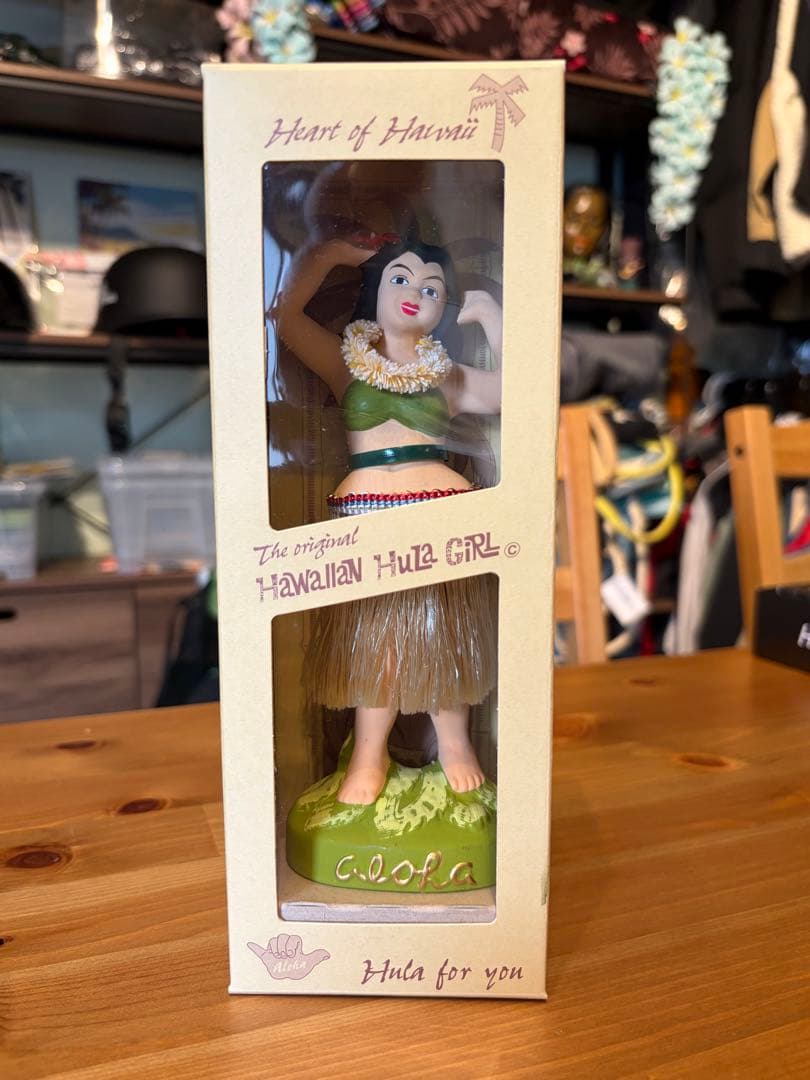 Heart of Hawaii
The original
HawaiiaN HuLa GiRL ©
aloha
Aloha
Hula for you